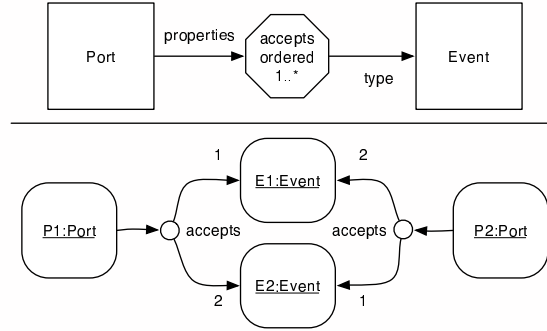 properties
Port
accepts
ordered
1..*
Event
type
1
2
E1:Event
P1:Port
accepts
accepts
P2:Port
E2:Event
2
1